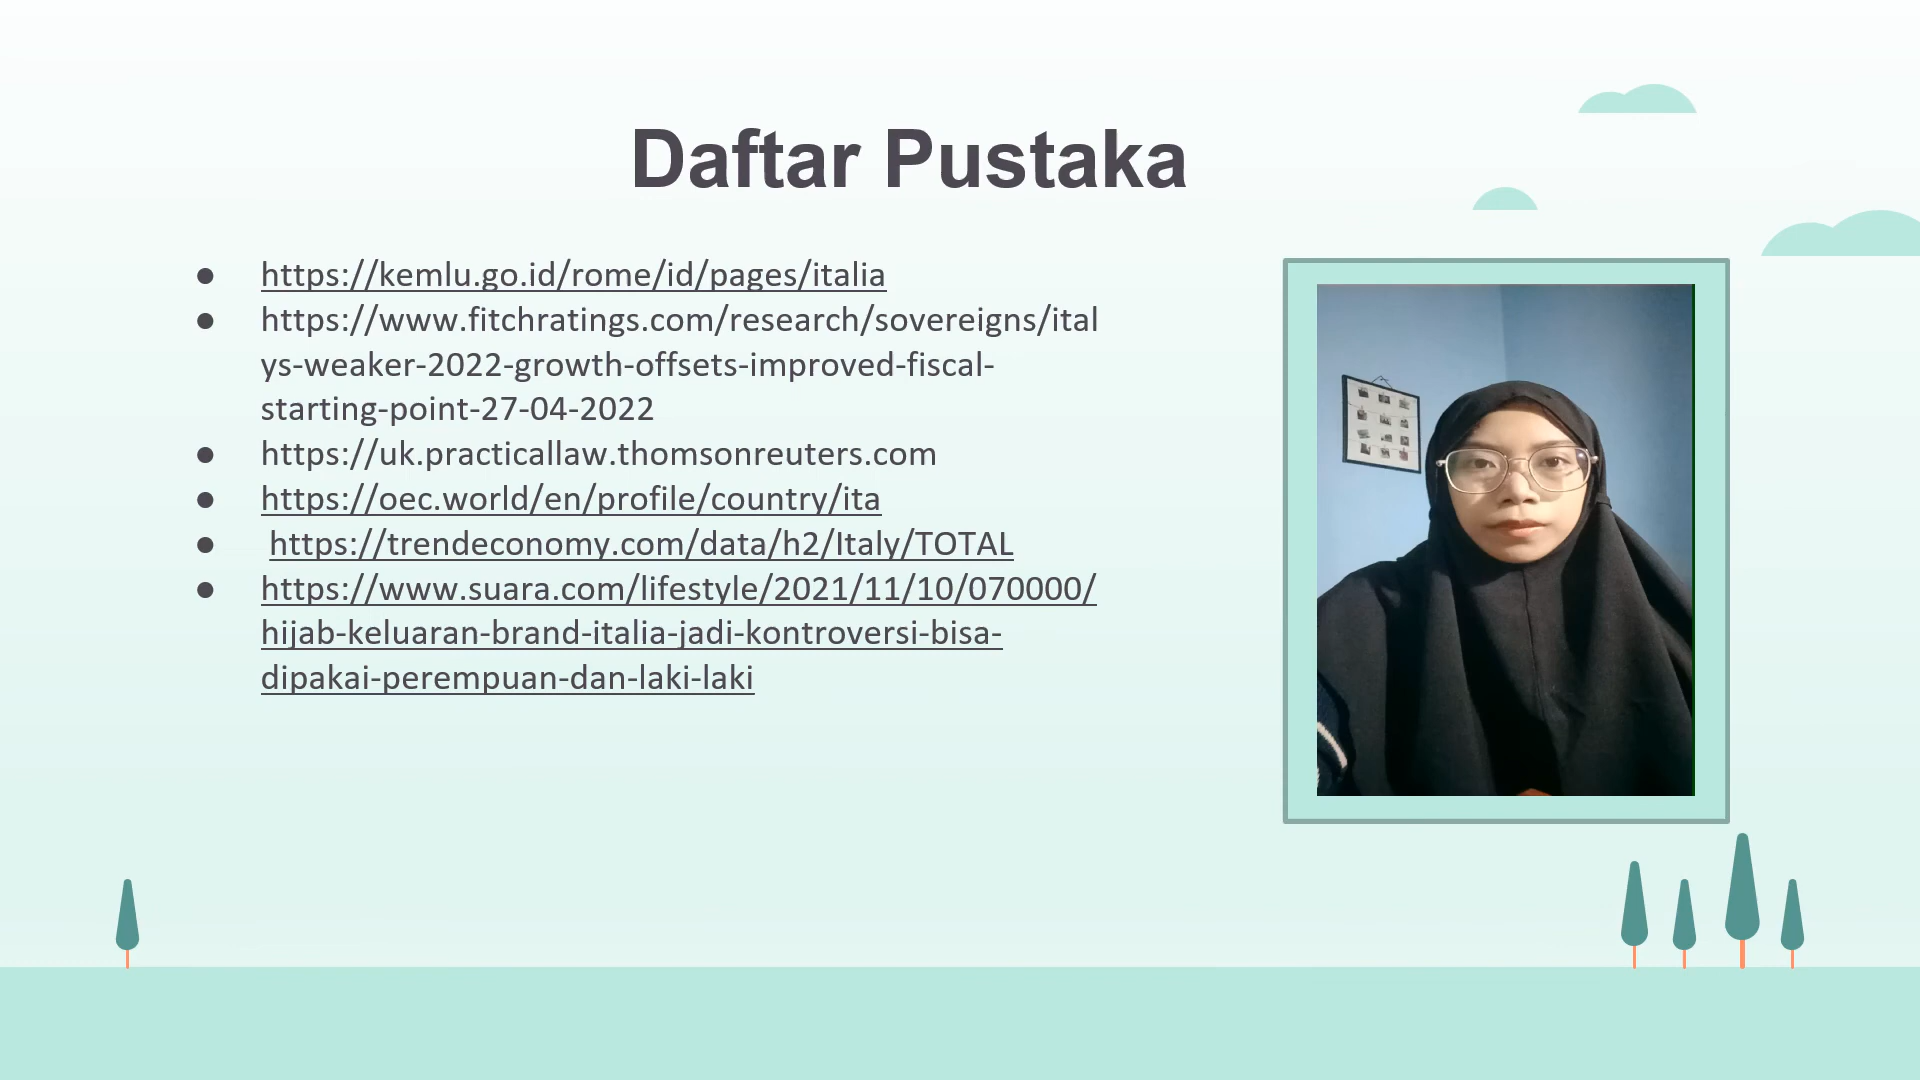 Daftar Pustaka
● https://kemlu.go.id/rome/id/pages/italia
● https://www.fitchratings.com/research/sovereigns/ital
ys-weaker-2022-growth-offsets-improved-fiscal-
starting-point-27-04-2022
● https://uk.practicallaw.thomsonreuters.com
● https://oec.world/en/profile/country/ita
● https://trendeconomy.com/data/h2/Italy/TOTAL
● https://www.suara.com/lifestyle/2021/11/10/070000/
hijab-keluaran-brand-italia-jadi-kontroversi-bisa-
dipakai-perempuan-dan-laki-laki